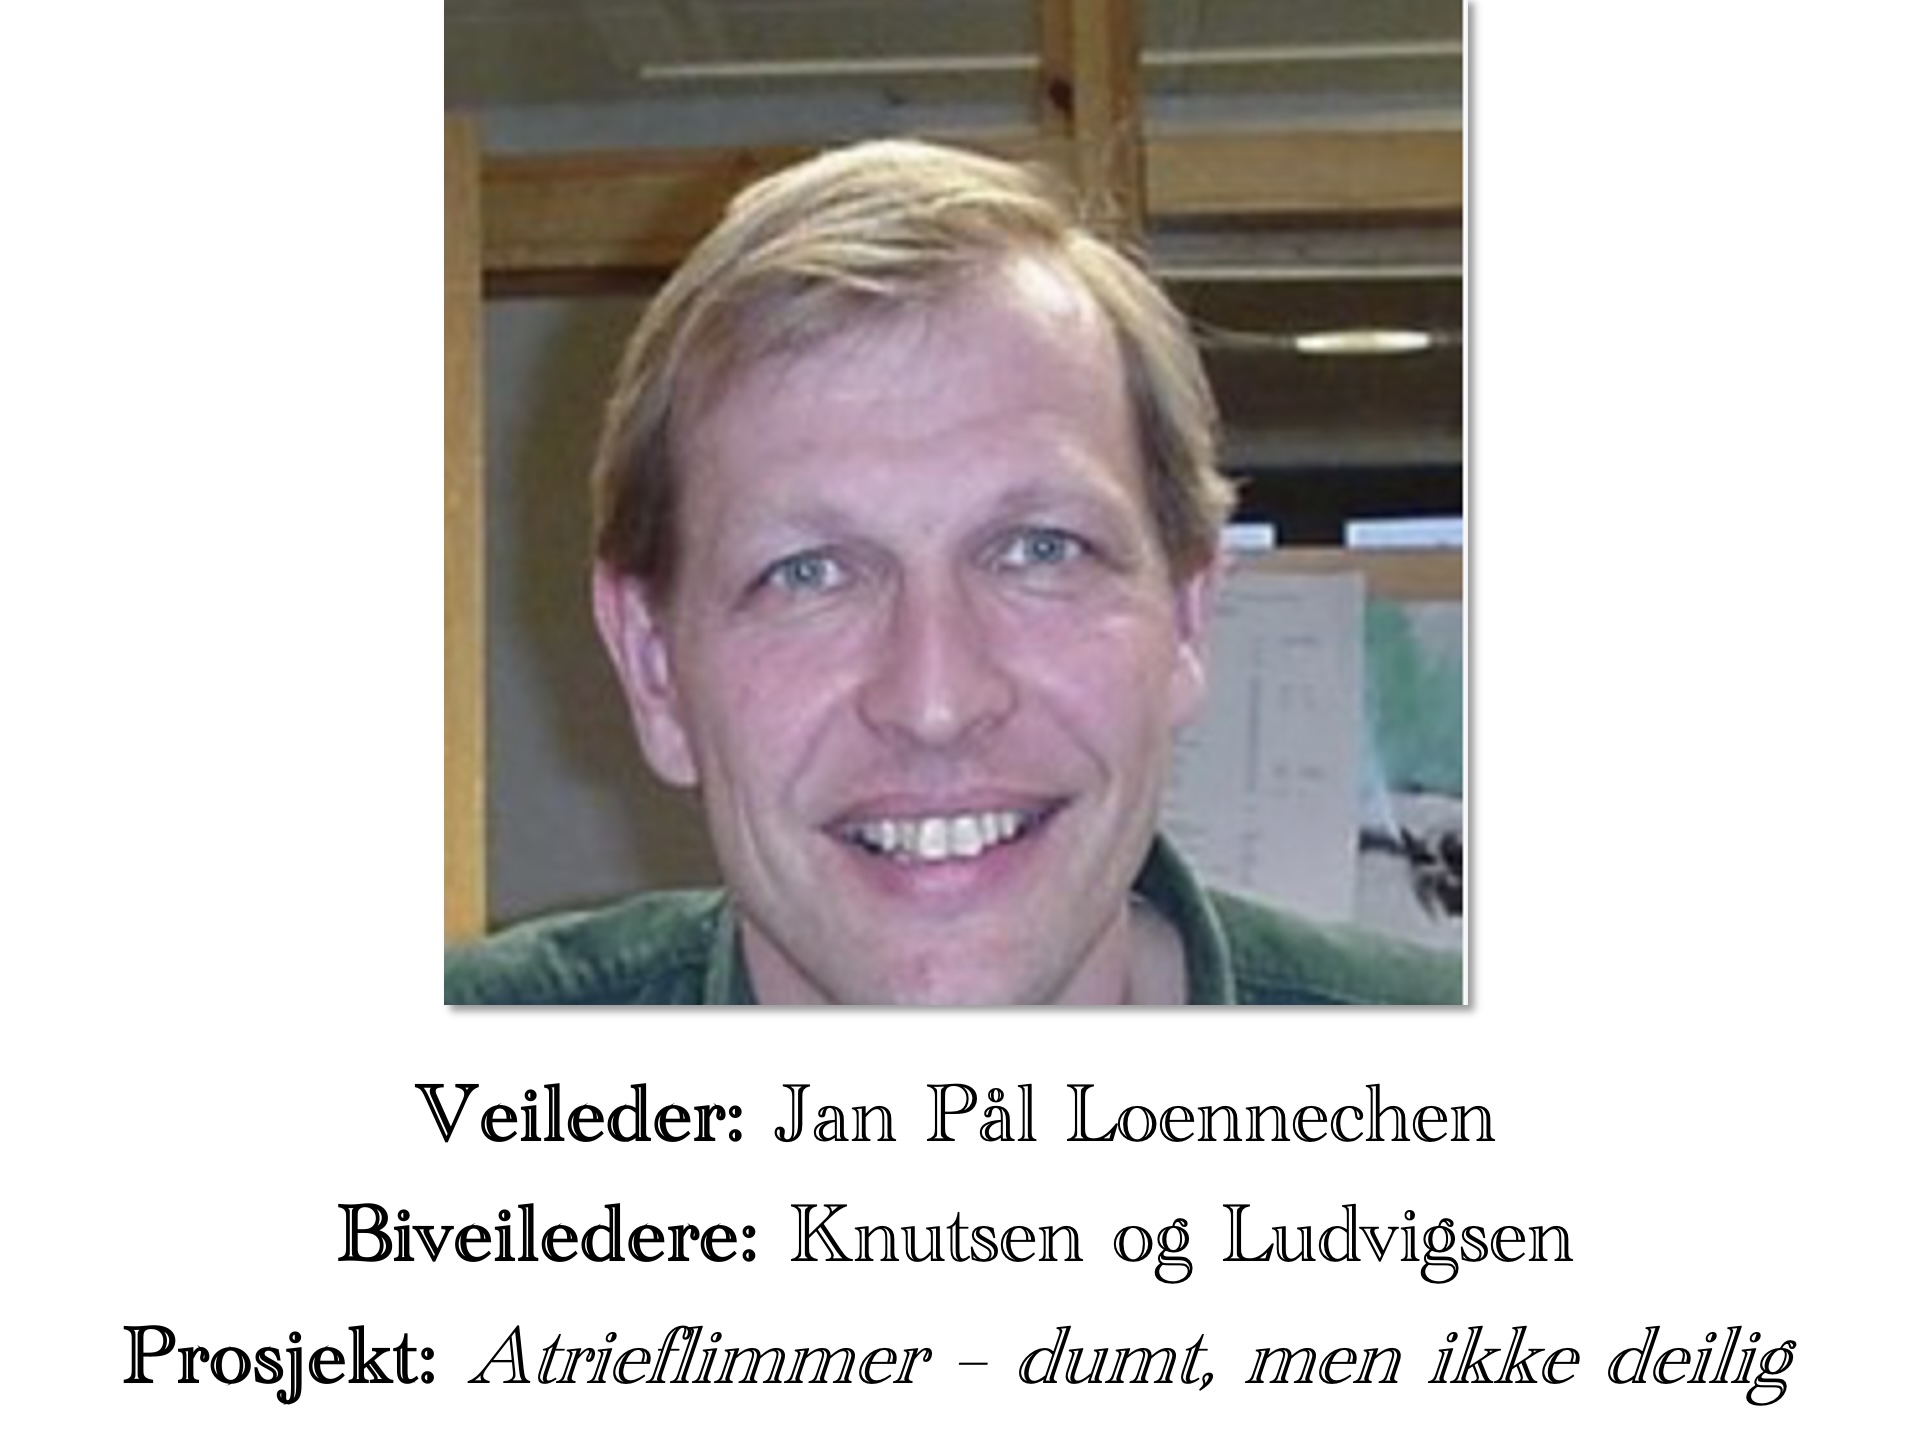 Veileder: Jan Pål Loennechen
Biveiledere: Knutsen og Ludvigsen
Prosjekt: Atrieflimmer – dumt, men ikke deilig